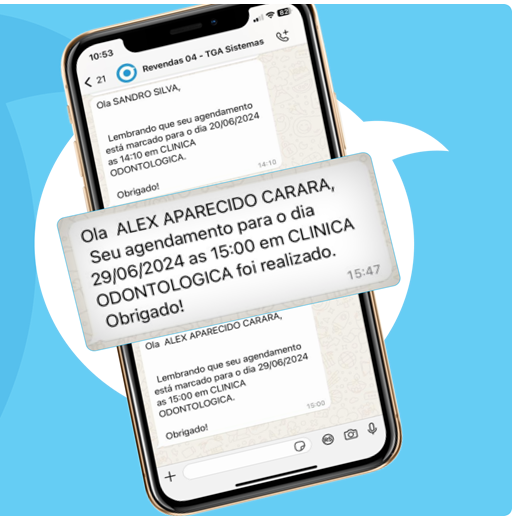 10:53
82
21
Revendas 04 - TGA Sistemas
Ola SANDRO SILVA,
Lembrando que seu agendamento
está marcado para o dia 20/06/2024
as 14:10 em CLINICA
ODONTOLOGICA.
14:10
Obrigado!
Ola ALEX APARECIDO CARARA,
Seu agendamento para o dia
29/06/2024 as 15:00 em CLINICA
ODONTOLOGICA foi realizado.
15:47
Obrigado!
Ola ALEX APARECIDO CARARA,
Lembrando que seu agendamento
está marcado para o dia 29/06/2024
as 15:00 em CLINICA
ODONTOLOGICA.
15:00
Obrigado!